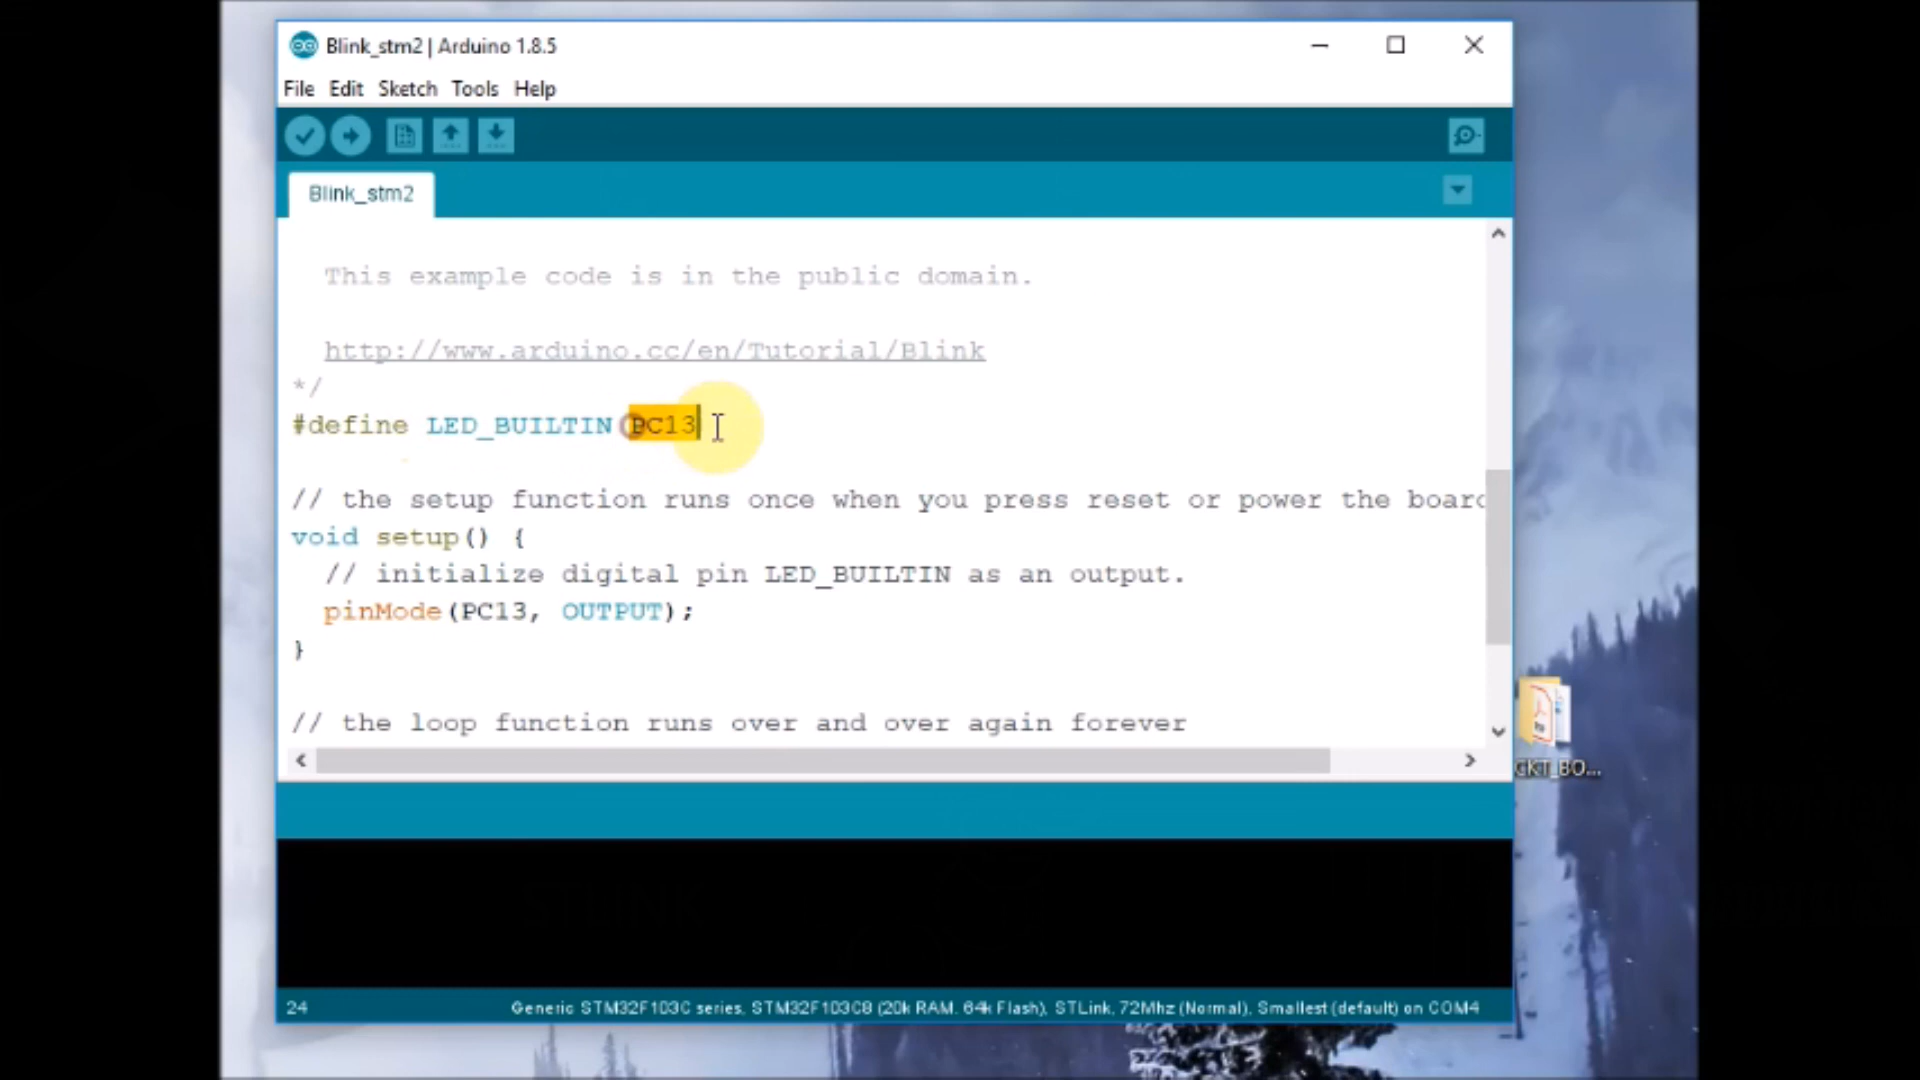 Blink_stm2 | Arduino 1.8.5
File Edit Sketch Tools Help
Blink_stm2
This example code is in the public domain.
http://www.arduino.cc/en/Tutorial/Blink
*/
#define LED_BUILTIN PC13
// the setup function runs once when you press reset or power the board
void setup() {
// initialize digital pin LED_BUILTIN as an output.
pinMode(PC13, OUTPUT);
}
// the loop function runs over and over again forever
CKT_BO...
24
Generic STM32F103C series, STM32F103C8 (20k RAM. 64k Flash), STLink, 72Mhz (Normal), Smallest (default) on COM4